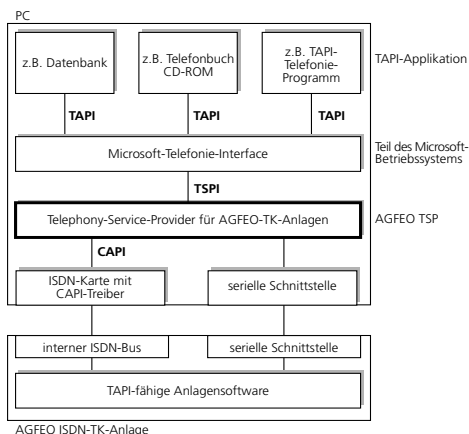 PC
z.B. Datenbank
z.B. Telefonbuch
CD-ROM
z.B. TAPI-
Telefonie-
Programm
TAPI-Applikation
TAPI
TAPI
TAPI
Microsoft-Telefonie-Interface
Teil des Microsoft-
Betriebssystems
TSPI
Telephony-Service-Provider für AGFEO-TK-Anlagen
AGFEO TSP
CAPI
ISDN-Karte mit
CAPI-Treiber
serielle Schnittstelle
interner ISDN-Bus
serielle Schnittstelle
TAPI-fähige Anlagensoftware
AGFEO ISDN-TK-Anlage